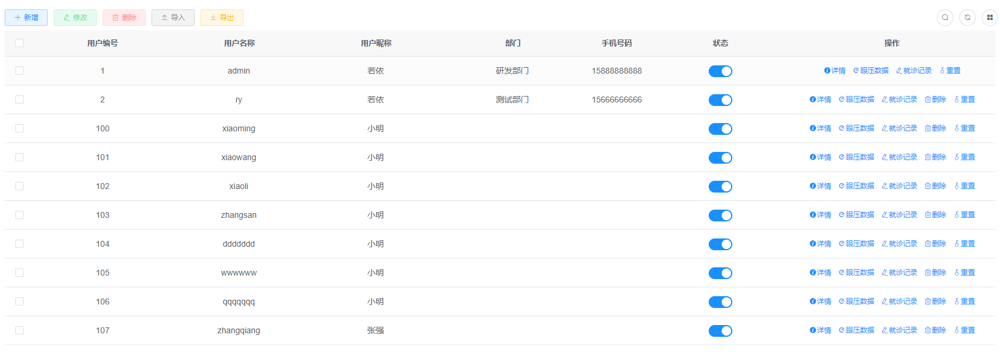 新增 修改 删除 导入 导出
用户编号 用户名称 用户昵称 部门 手机号码 状态 操作
1 admin 若依 研发部门 15888888888 详情 眼压数据 就诊记录 重置
2 ry 若依 测试部门 15666666666 详情 眼压数据 就诊记录 删除 重置
100 xiaoming 小明 详情 眼压数据 就诊记录 删除 重置
101 xiaowang 小明 详情 眼压数据 就诊记录 删除 重置
102 xiaoli 小明 详情 眼压数据 就诊记录 删除 重置
103 zhangsan 小明 详情 眼压数据 就诊记录 删除 重置
104 ddddddd 小明 详情 眼压数据 就诊记录 删除 重置
105 wwwwww 小明 详情 眼压数据 就诊记录 删除 重置
106 qqqqqqq 小明 详情 眼压数据 就诊记录 删除 重置
107 zhangqiang 张强 详情 眼压数据 就诊记录 删除 重置